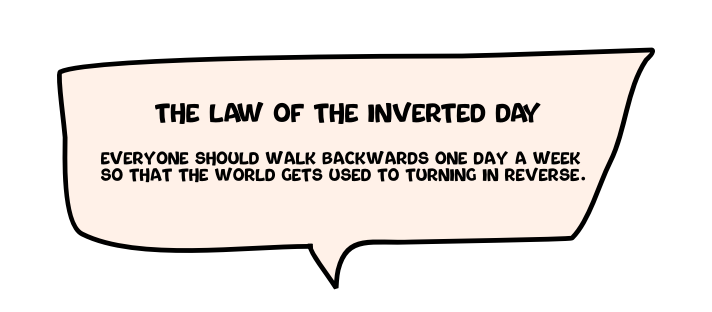 THE LAW OF THE INVERTED DAY
EVERYONE SHOULD WALK BACKWARDS ONE DAY A WEEK
SO THAT THE WORLD GETS USED TO TURNING IN REVERSE.